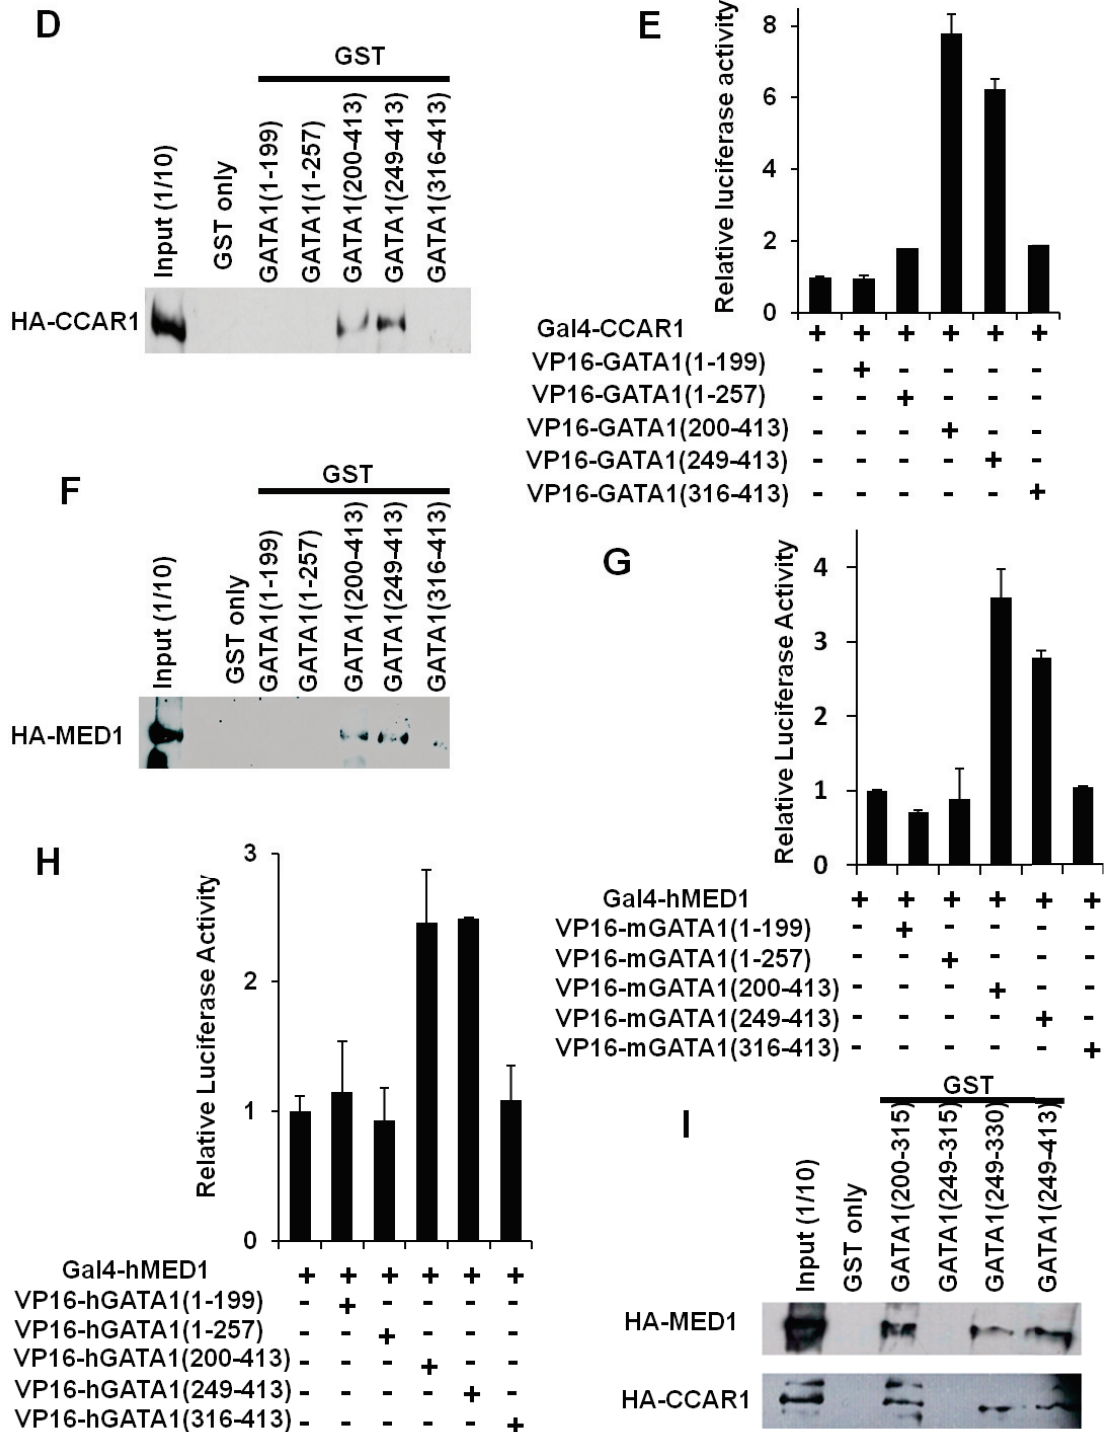 D
GST
Input (1/10)
GST only
GATA1(1-199)
GATA1(1-257)
GATA1(200-413)
GATA1(249-413)
GATA1(316-413)
HA-CCAR1
E
Relative luciferase activity
8
6
4
2
0
Gal4-CCAR1 + + + + + +
VP16-GATA1(1-199) - + - - - -
VP16-GATA1(1-257) - - + - - -
VP16-GATA1(200-413) - - - + - -
VP16-GATA1(249-413) - - - - + -
VP16-GATA1(316-413) - - - - - +
F
GST
Input (1/10)
GST only
GATA1(1-199)
GATA1(1-257)
GATA1(200-413)
GATA1(249-413)
GATA1(316-413)
HA-MED1
G
Relative Luciferase Activity
4
3
2
1
0
Gal4-hMED1 + + + + + +
VP16-mGATA1(1-199) - + - - - -
VP16-mGATA1(1-257) - - + - - -
VP16-mGATA1(200-413) - - - + - -
VP16-mGATA1(249-413) - - - - + -
VP16-mGATA1(316-413) - - - - - +
H
Relative Luciferase Activity
3
2
1
0
Gal4-hMED1 + + + + + +
VP16-hGATA1(1-199) - + - - - -
VP16-hGATA1(1-257) - - + - - -
VP16-hGATA1(200-413) - - - + - -
VP16-hGATA1(249-413) - - - - + -
VP16-hGATA1(316-413) - - - - - +
I
GST
Input (1/10)
GST only
GATA1(200-315)
GATA1(249-315)
GATA1(249-330)
GATA1(249-413)
HA-MED1
HA-CCAR1